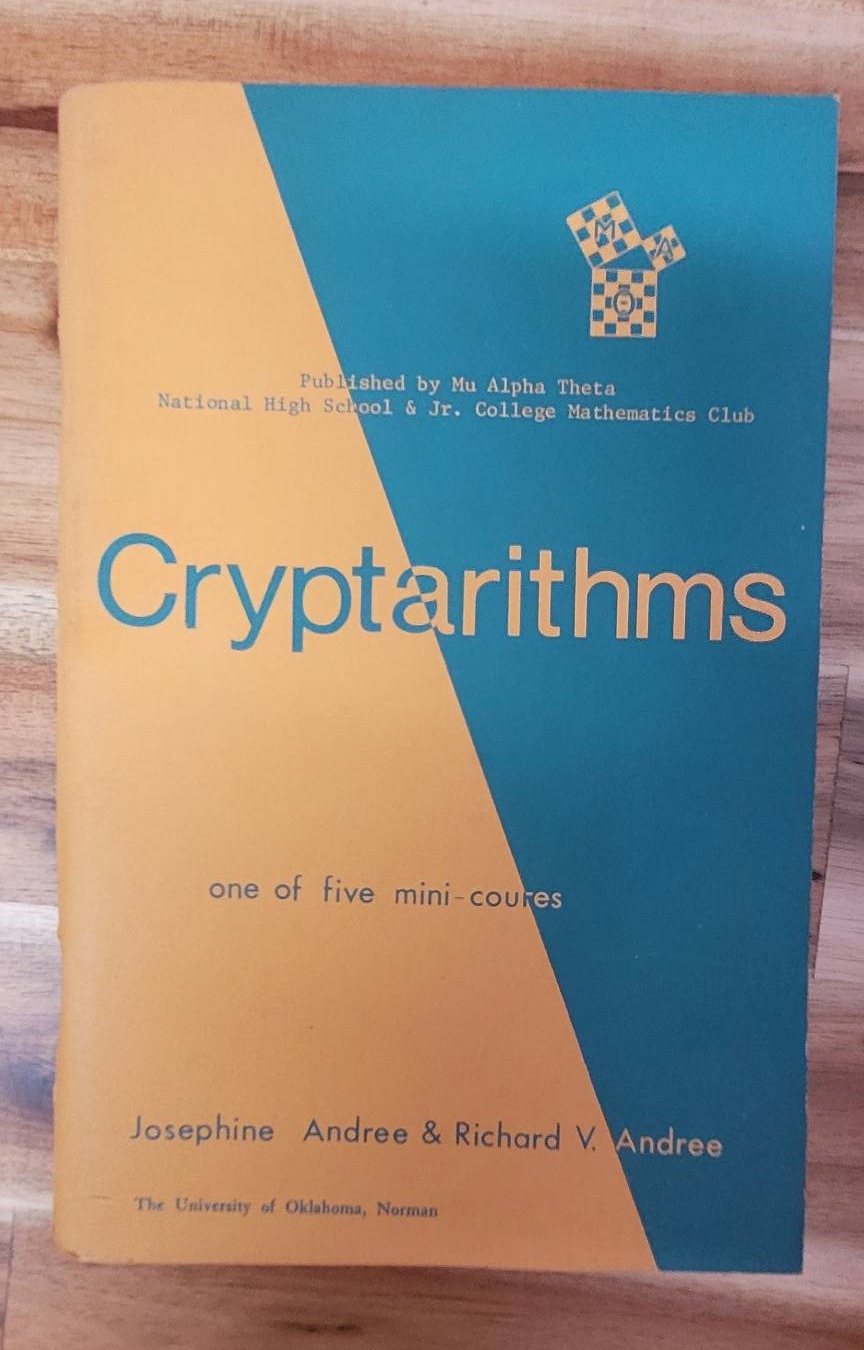 M A
Θ
Published by Mu Alpha Theta
National High School & Jr. College Mathematics Club
Cryptarithms
one of five mini-coures
Josephine Andree & Richard V. Andree
The University of Oklahoma, Norman